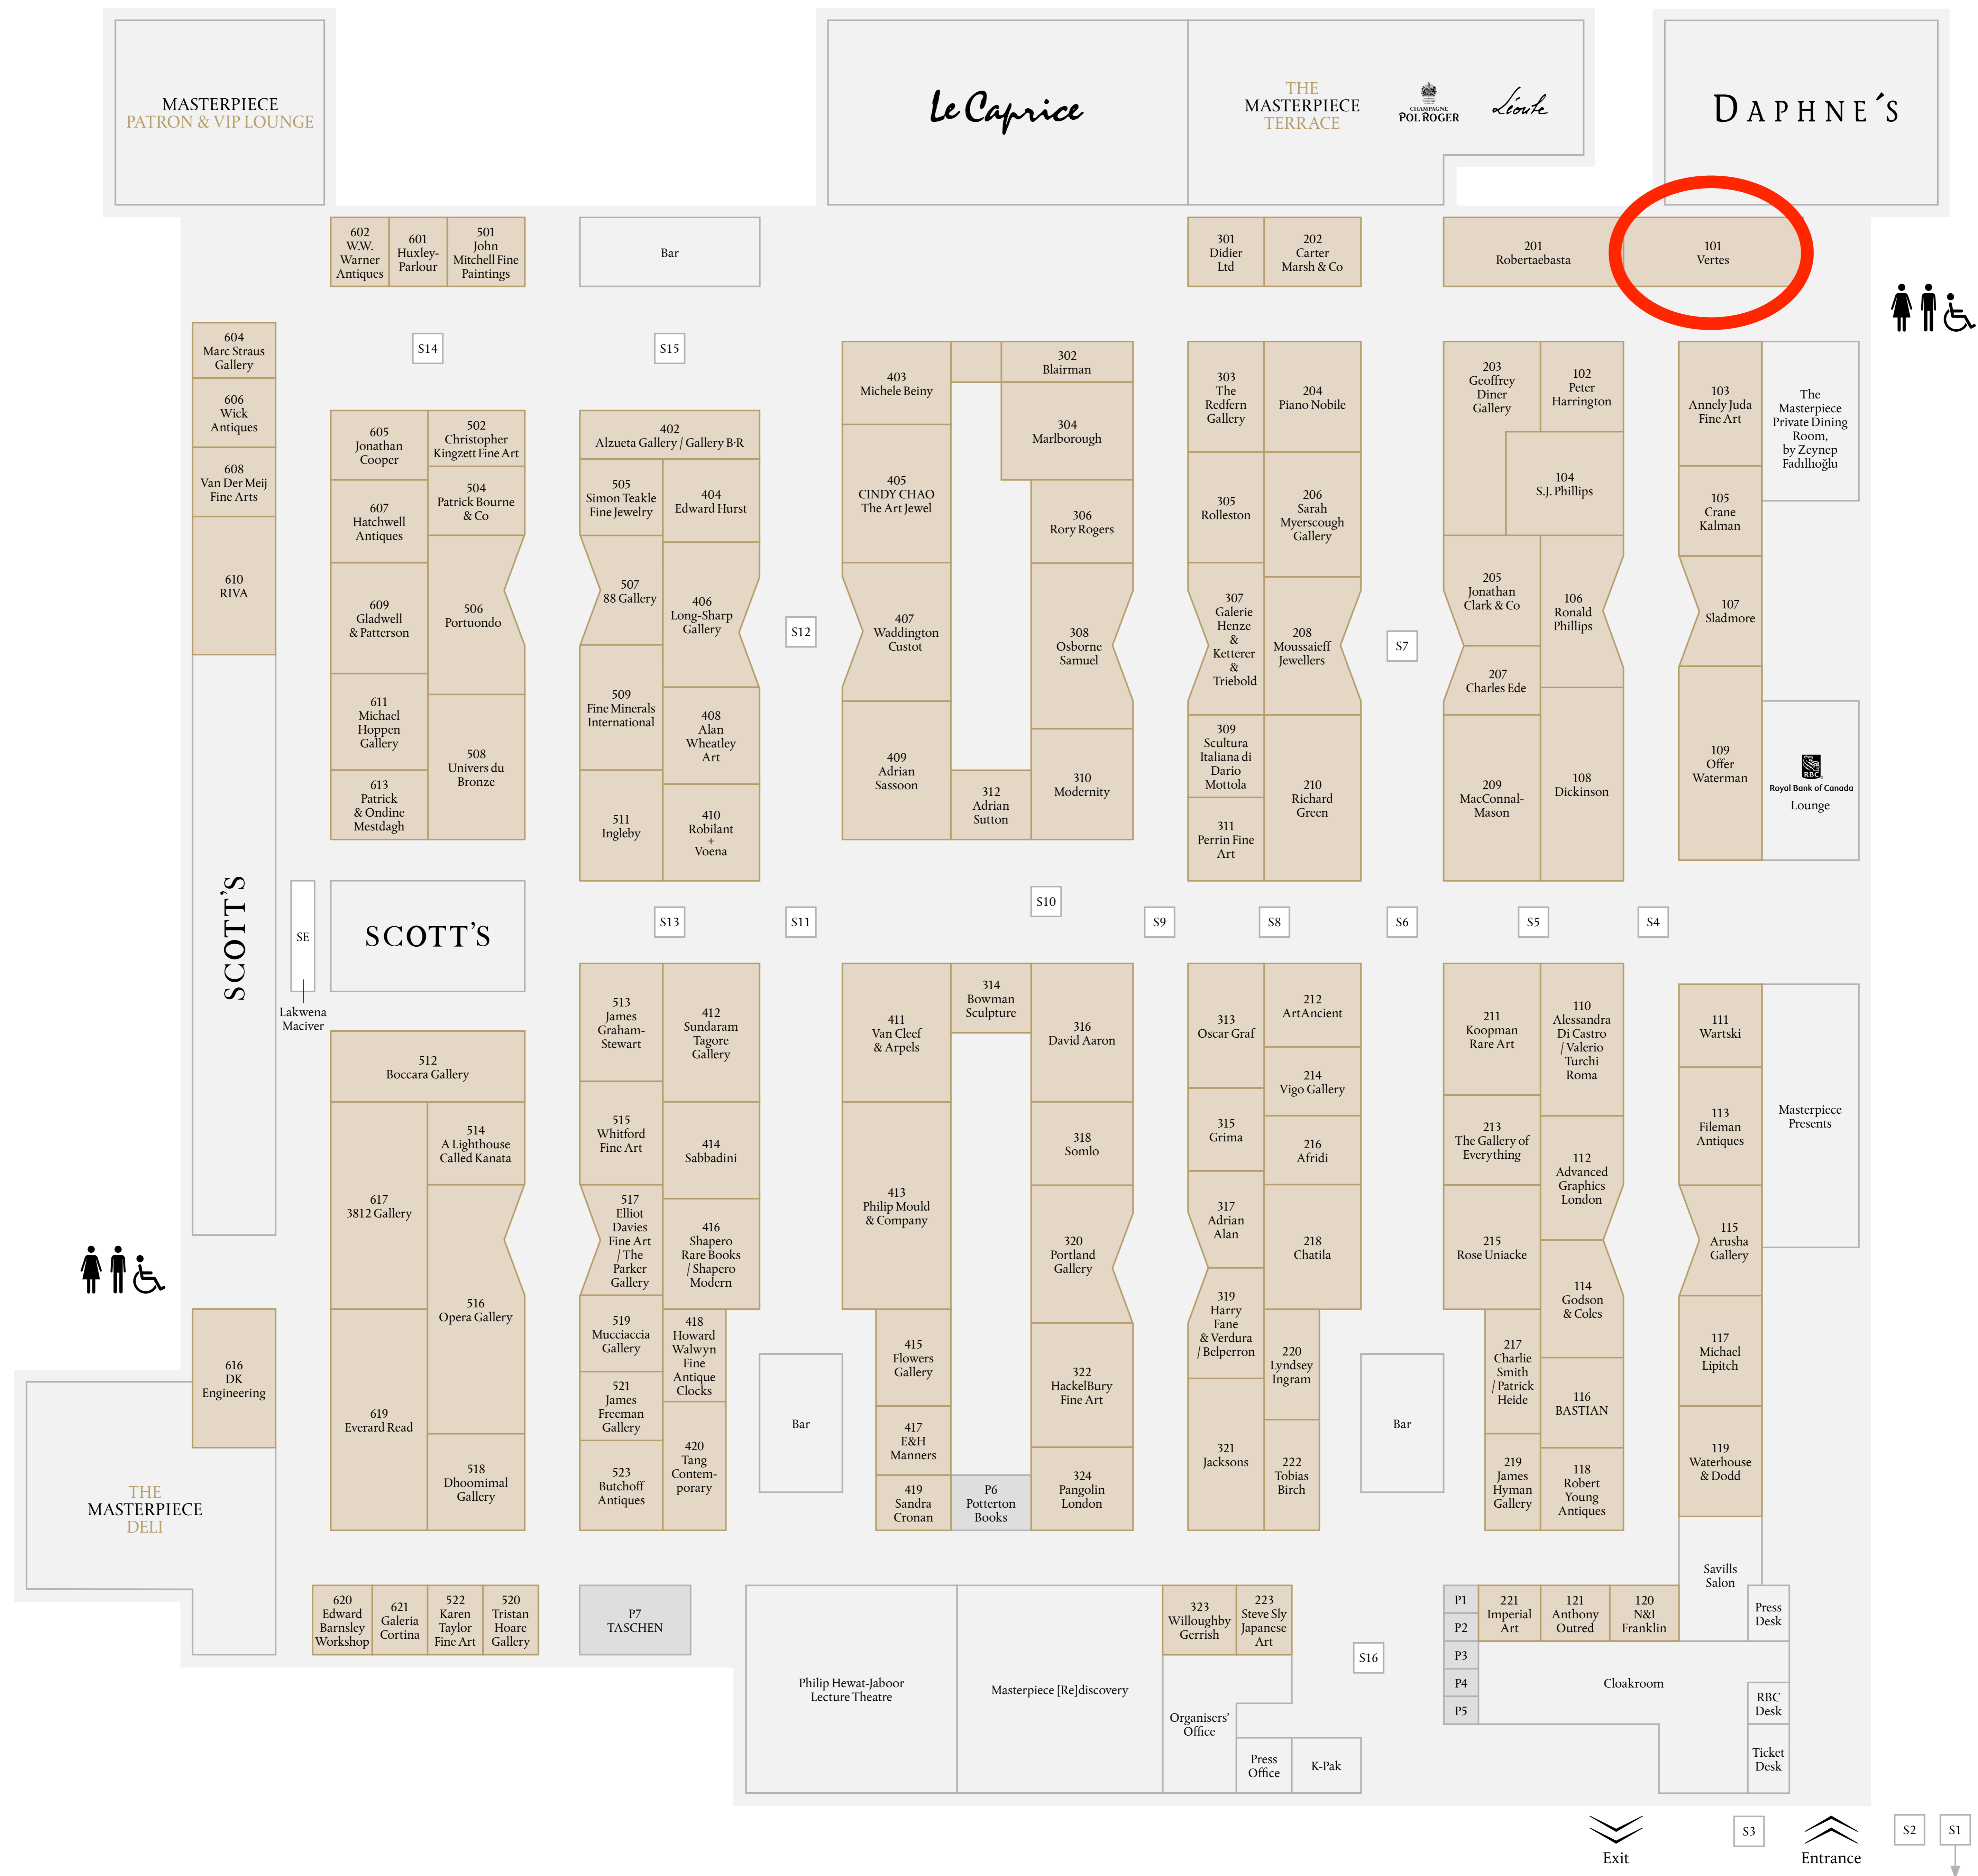 MASTERPIECE
PATRON & VIP LOUNGE
Le Caprice
THE
MASTERPIECE
TERRACE
CHAMPAGNE
POL ROGER
Léoube
DAPHNE´S
602
W.W.
Warner
Antiques
601
Huxley-
Parlour
501
John
Mitchell Fine
Paintings
Bar
301
Didier
Ltd
202
Carter
Marsh & Co
201
Robertaebasta
101
Vertes
604
Marc Straus
Gallery
606
Wick
Antiques
608
Van Der Meij
Fine Arts
610
RIVA
S14
S15
605
Jonathan
Cooper
502
Christopher
Kingzett Fine Art
504
Patrick Bourne
& Co
607
Hatchwell
Antiques
609
Gladwell
& Patterson
506
Portuondo
611
Michael
Hoppen
Gallery
508
Univers du
Bronze
613
Patrick
& Ondine
Mestdagh
402
Alzueta Gallery / Gallery B·R
505
Simon Teakle
Fine Jewelry
404
Edward Hurst
507
88 Gallery
406
Long-Sharp
Gallery
509
Fine Minerals
International
408
Alan
Wheatley
Art
511
Ingleby
410
Robilant
+
Voena
S12
403
Michele Beiny
302
Blairman
304
Marlborough
405
CINDY CHAO
The Art Jewel
306
Rory Rogers
407
Waddington
Custot
308
Osborne
Samuel
409
Adrian
Sassoon
312
Adrian
Sutton
310
Modernity
303
The
Redfern
Gallery
204
Piano Nobile
305
Rolleston
206
Sarah
Myerscough
Gallery
307
Galerie
Henze
&
Ketterer
&
Triebold
208
Moussaieff
Jewellers
309
Scultura
Italiana di
Dario
Mottola
210
Richard
Green
311
Perrin Fine
Art
S7
203
Geoffrey
Diner
Gallery
102
Peter
Harrington
104
S.J. Phillips
205
Jonathan
Clark & Co
106
Ronald
Phillips
207
Charles Ede
209
MacConnal-
Mason
108
Dickinson
103
Annely Juda
Fine Art
105
Crane
Kalman
107
Sladmore
109
Offer
Waterman
The
Masterpiece
Private Dining
Room,
by Zeynep
Fadıllıoğlu
RBC
Royal Bank of Canada
Lounge
SCOTT'S
SE
Lakwena
Maciver
SCOTT'S
S13
S11
S10
S9
S8
S6
S5
S4
512
Boccara Gallery
514
A Lighthouse
Called Kanata
617
3812 Gallery
516
Opera Gallery
619
Everard Read
518
Dhoomimal
Gallery
616
DK
Engineering
THE
MASTERPIECE
DELI
513
James
Graham-
Stewart
412
Sundaram
Tagore
Gallery
515
Whitford
Fine Art
414
Sabbadini
517
Elliot
Davies
Fine Art
/ The
Parker
Gallery
416
Shapero
Rare Books
/ Shapero
Modern
519
Mucciaccia
Gallery
418
Howard
Walwyn
Fine
Antique
Clocks
521
James
Freeman
Gallery
420
Tang
Contem-
porary
523
Butchoff
Antiques
Bar
411
Van Cleef
& Arpels
314
Bowman
Sculpture
316
David Aaron
413
Philip Mould
& Company
318
Somlo
320
Portland
Gallery
415
Flowers
Gallery
322
HackelBury
Fine Art
417
E&H
Manners
419
Sandra
Cronan
P6
Potterton
Books
324
Pangolin
London
313
Oscar Graf
212
ArtAncient
214
Vigo Gallery
315
Grima
216
Afridi
317
Adrian
Alan
218
Chatila
319
Harry
Fane
& Verdura
/ Belperron
220
Lyndsey
Ingram
321
Jacksons
222
Tobias
Birch
Bar
211
Koopman
Rare Art
110
Alessandra
Di Castro
/ Valerio
Turchi
Roma
213
The Gallery of
Everything
112
Advanced
Graphics
London
215
Rose Uniacke
114
Godson
& Coles
217
Charlie
Smith
/ Patrick
Heide
116
BASTIAN
219
James
Hyman
Gallery
118
Robert
Young
Antiques
111
Wartski
113
Fileman
Antiques
115
Arusha
Gallery
117
Michael
Lipitch
119
Waterhouse
& Dodd
Masterpiece
Presents
Savills
Salon
620
Edward
Barnsley
Workshop
621
Galeria
Cortina
522
Karen
Taylor
Fine Art
520
Tristan
Hoare
Gallery
P7
TASCHEN
Philip Hewat-Jaboor
Lecture Theatre
Masterpiece [Re]discovery
323
Willoughby
Gerrish
223
Steve Sly
Japanese
Art
Organisers'
Office
Press
Office
K-Pak
S16
P1
P2
P3
P4
P5
221
Imperial
Art
121
Anthony
Outred
120
N&I
Franklin
Press
Desk
Cloakroom
RBC
Desk
Ticket
Desk
Exit
S3
Entrance
S2
S1